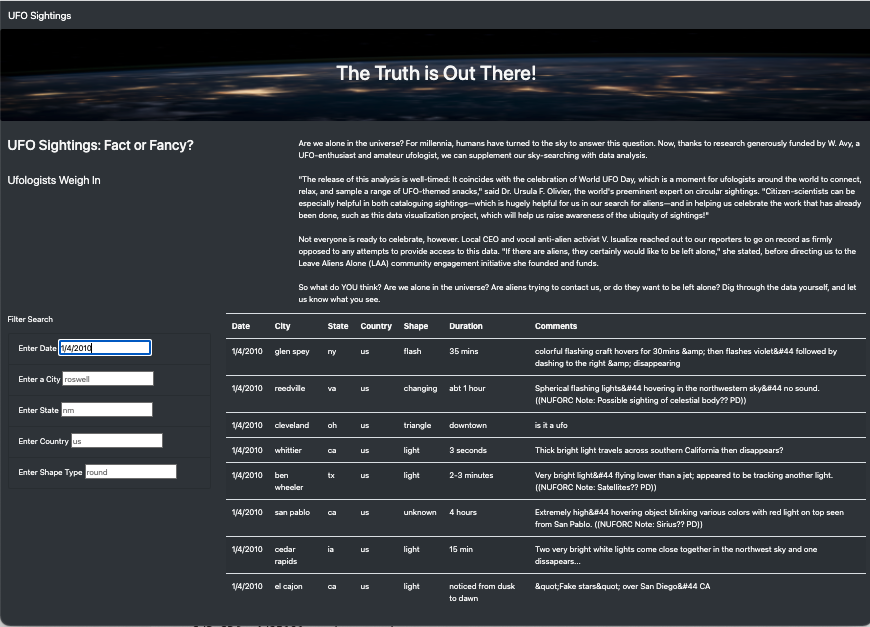 UFO Sightings
The Truth is Out There!
UFO Sightings: Fact or Fancy?
Ufologists Weigh In
Are we alone in the universe? For millennia, humans have turned to the sky to answer this question. Now, thanks to research generously funded by W. Avy, a
UFO-enthusiast and amateur ufologist, we can supplement our sky-searching with data analysis.
"The release of this analysis is well-timed: It coincides with the celebration of World UFO Day, which is a moment for ufologists around the world to connect,
relax, and sample a range of UFO-themed snacks," said Dr. Ursula F. Olivier, the world's preeminent expert on circular sightings. "Citizen-scientists can be
especially helpful in both cataloguing sightings—which is hugely helpful for us in our search for aliens—and in helping us celebrate the work that has already
been done, such as this data visualization project, which will help us raise awareness of the ubiquity of sightings!"
Not everyone is ready to celebrate, however. Local CEO and vocal anti-alien activist V. Isualize reached out to our reporters to go on record as firmly
opposed to any attempts to provide access to this data. "If there are aliens, they certainly would like to be left alone," she stated, before directing us to the
Leave Aliens Alone (LAA) community engagement initiative she founded and funds.
So what do YOU think? Are we alone in the universe? Are aliens trying to contact us, or do they want to be left alone? Dig through the data yourself, and let
us know what you see.
Filter Search
Enter Date 1/4/2010
Enter a City roswell
Enter State nm
Enter Country us
Enter Shape Type round
Date City State Country Shape Duration Comments
1/4/2010 glen spey ny us flash 35 mins colorful flashing craft hovers for 30mins &amp; then flashes violet&#44 followed by
dashing to the right &amp; disappearing
1/4/2010 reedville va us changing abt 1 hour Spherical flashing lights&#44 hovering in the northwestern sky&#44 no sound.
((NUFORC Note: Possible sighting of celestial body?? PD))
1/4/2010 cleveland oh us triangle downtown is it a ufo
1/4/2010 whittier ca us light 3 seconds Thick bright light travels across southern California then disappears?
1/4/2010 ben tx us light 2-3 minutes Very bright light&#44 flying lower than a jet; appeared to be tracking another light.
wheeler ((NUFORC Note: Satellites?? PD))
1/4/2010 san pablo ca us unknown 4 hours Extremely high&#44 hovering object blinking various colors with red light on top seen
from San Pablo. ((NUFORC Note: Sirius?? PD))
1/4/2010 cedar ia us light 15 min Two very bright white lights come close together in the northwest sky and one
rapids dissapears...
1/4/2010 el cajon ca us light noticed from dusk &quot;Fake stars&quot; over San Diego&#44 CA
to dawn